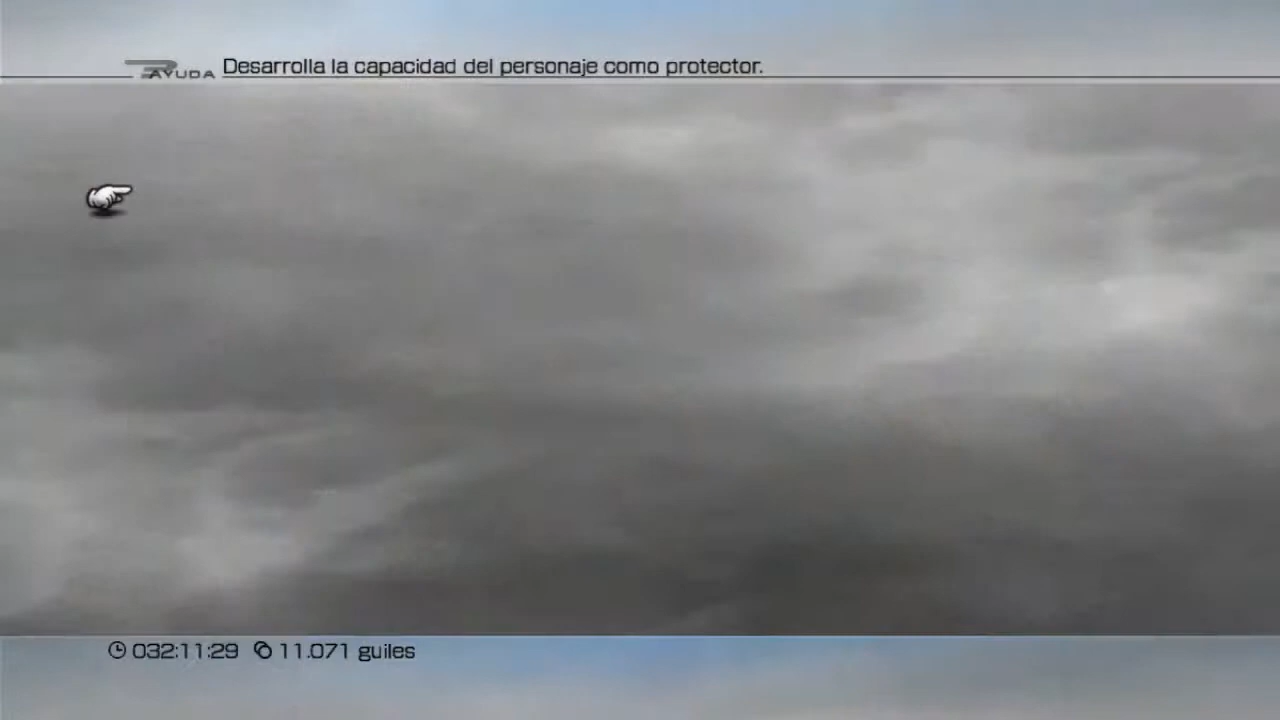 AYUDA Desarrolla la capacidad del personaje como protector.
032:11:29 11.071 guiles